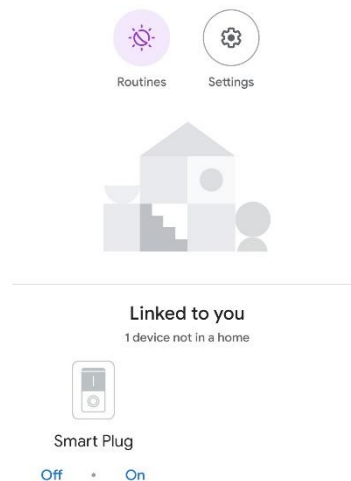 Routines Settings
Linked to you
1 device not in a home
Smart Plug
Off • On